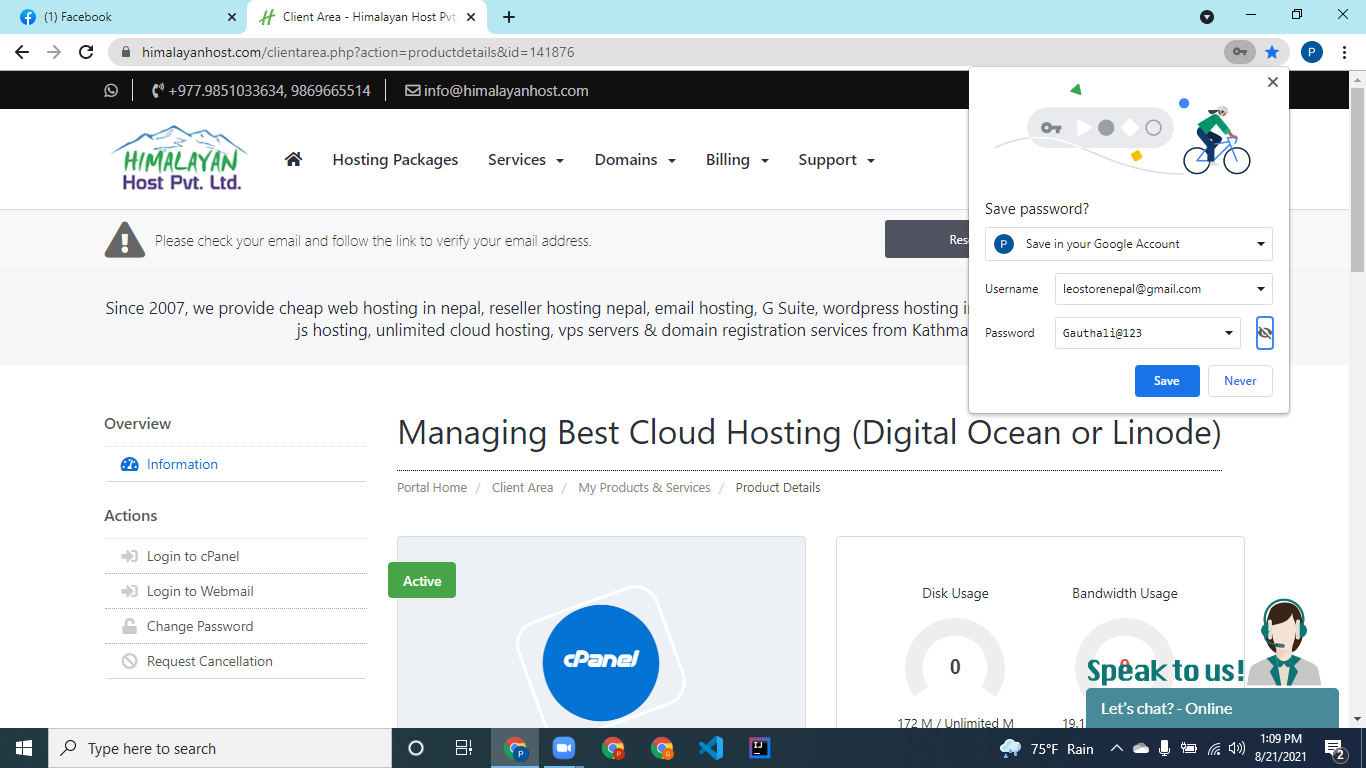 (1) Facebook
Client Area - Himalayan Host Pvt.
himalayanhost.com/clientarea.php?action=productdetails&id=141876
P
+977.9851033634, 9869665514
info@himalayanhost.com
HIMALAYAN
Host Pvt. Ltd.
Hosting Packages
Services
Domains
Billing
Support
Please check your email and follow the link to verify your email address.
Since 2007, we provide cheap web hosting in nepal, reseller hosting nepal, email hosting, G Suite, wordpress hosting
js hosting, unlimited cloud hosting, vps servers & domain registration services from
Save password?
P
Save in your Google Account
Username
leostorenepal@gmail.com
Password
Gauthali@123
Save
Never
Overview
Information
Actions
Login to cPanel
Login to Webmail
Change Password
Request Cancellation
Managing Best Cloud Hosting (Digital Ocean or Linode)
Portal Home / Client Area / My Products & Services / Product Details
Active
cPanel
Disk Usage
0
172 M / Unlimited M
Bandwidth Usage
0
19.1
Speak to us!
Let's chat? - Online
Type here to search
P
P
G
IJ
75°F Rain
1:09 PM
8/21/2021
2